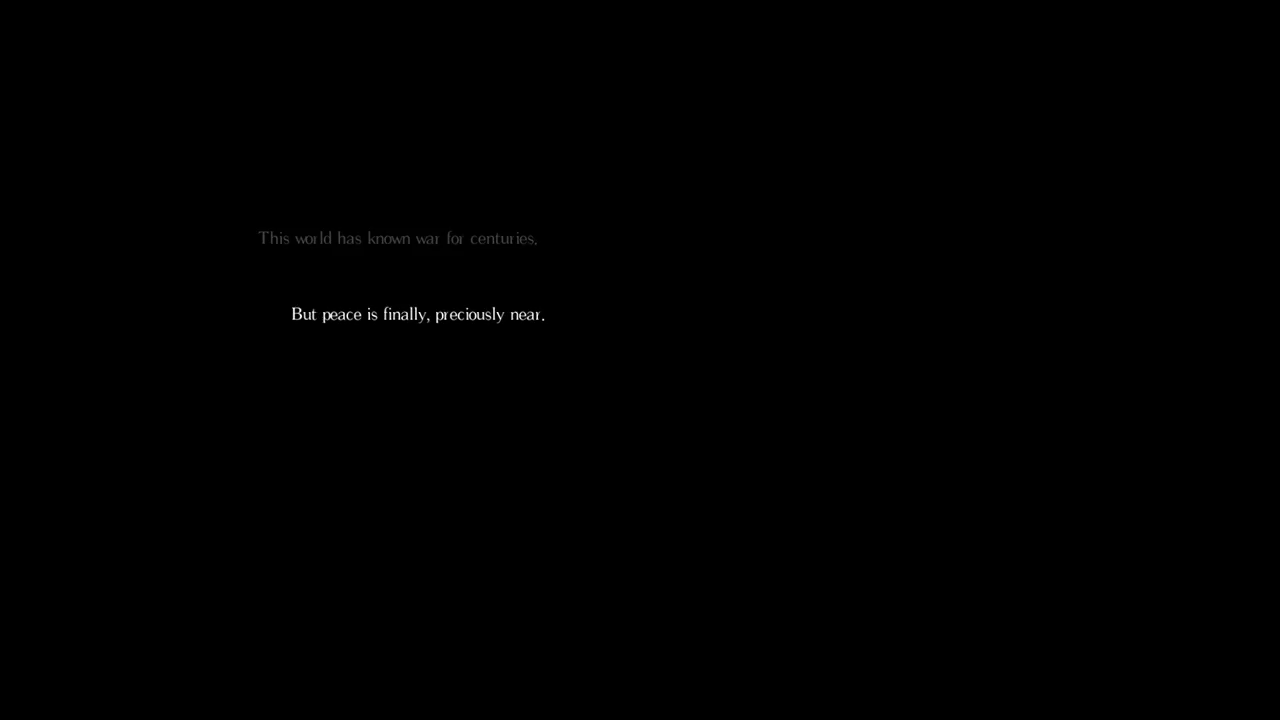 This world has known war for centuries.
But peace is finally, preciously near.